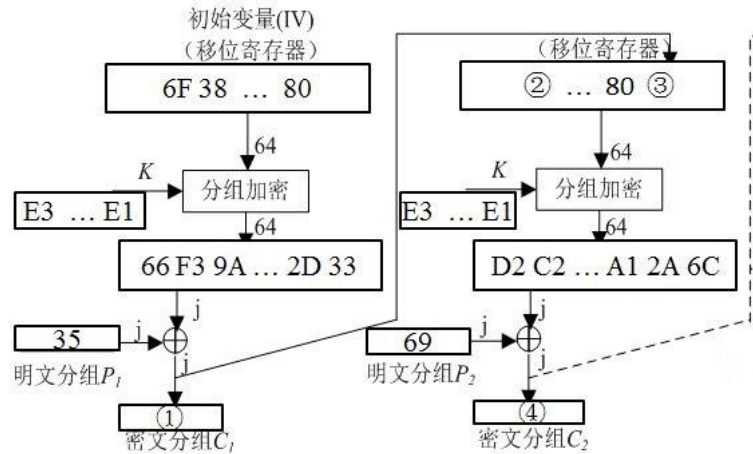 初始变量(IV)
（移位寄存器）
6F 38 … 80
64
K
分组加密
E3 … E1
64
66 F3 9A … 2D 33
j
35
j
j
明文分组P1
①
密文分组C1
（移位寄存器）
② … 80 ③
64
K
分组加密
E3 … E1
64
D2 C2 … A1 2A 6C
j
69
j
j
明文分组P2
④
密文分组C2